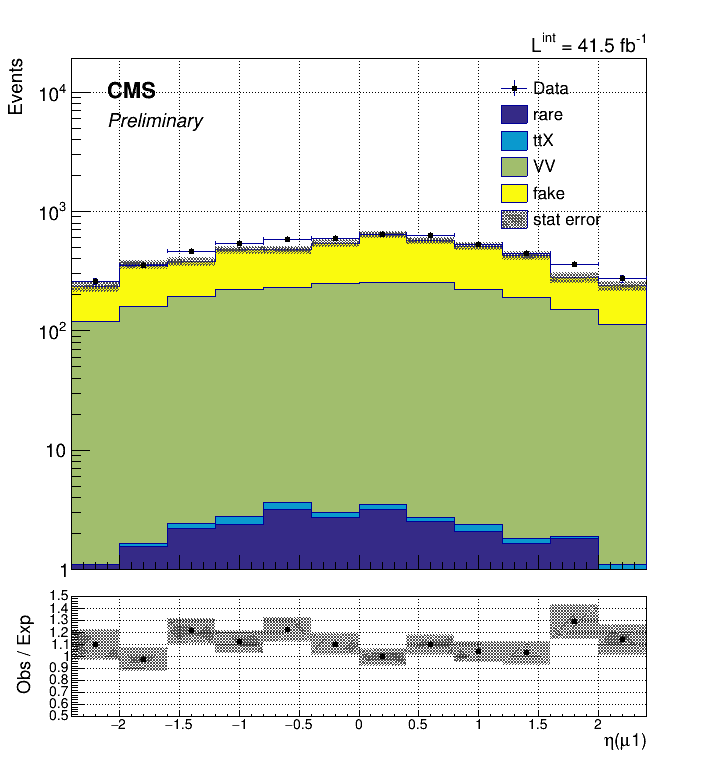 L^int = 41.5 fb^-1
Events
CMS
Preliminary
Data
rare
ttX
VV
fake
stat error
10^4
10^3
10^2
10
1
Obs / Exp
1.5
1.4
1.3
1.2
1.1
1
0.9
0.8
0.7
0.6
0.5
−2 −1.5 −1 −0.5 0 0.5 1 1.5 2
η(μ1)